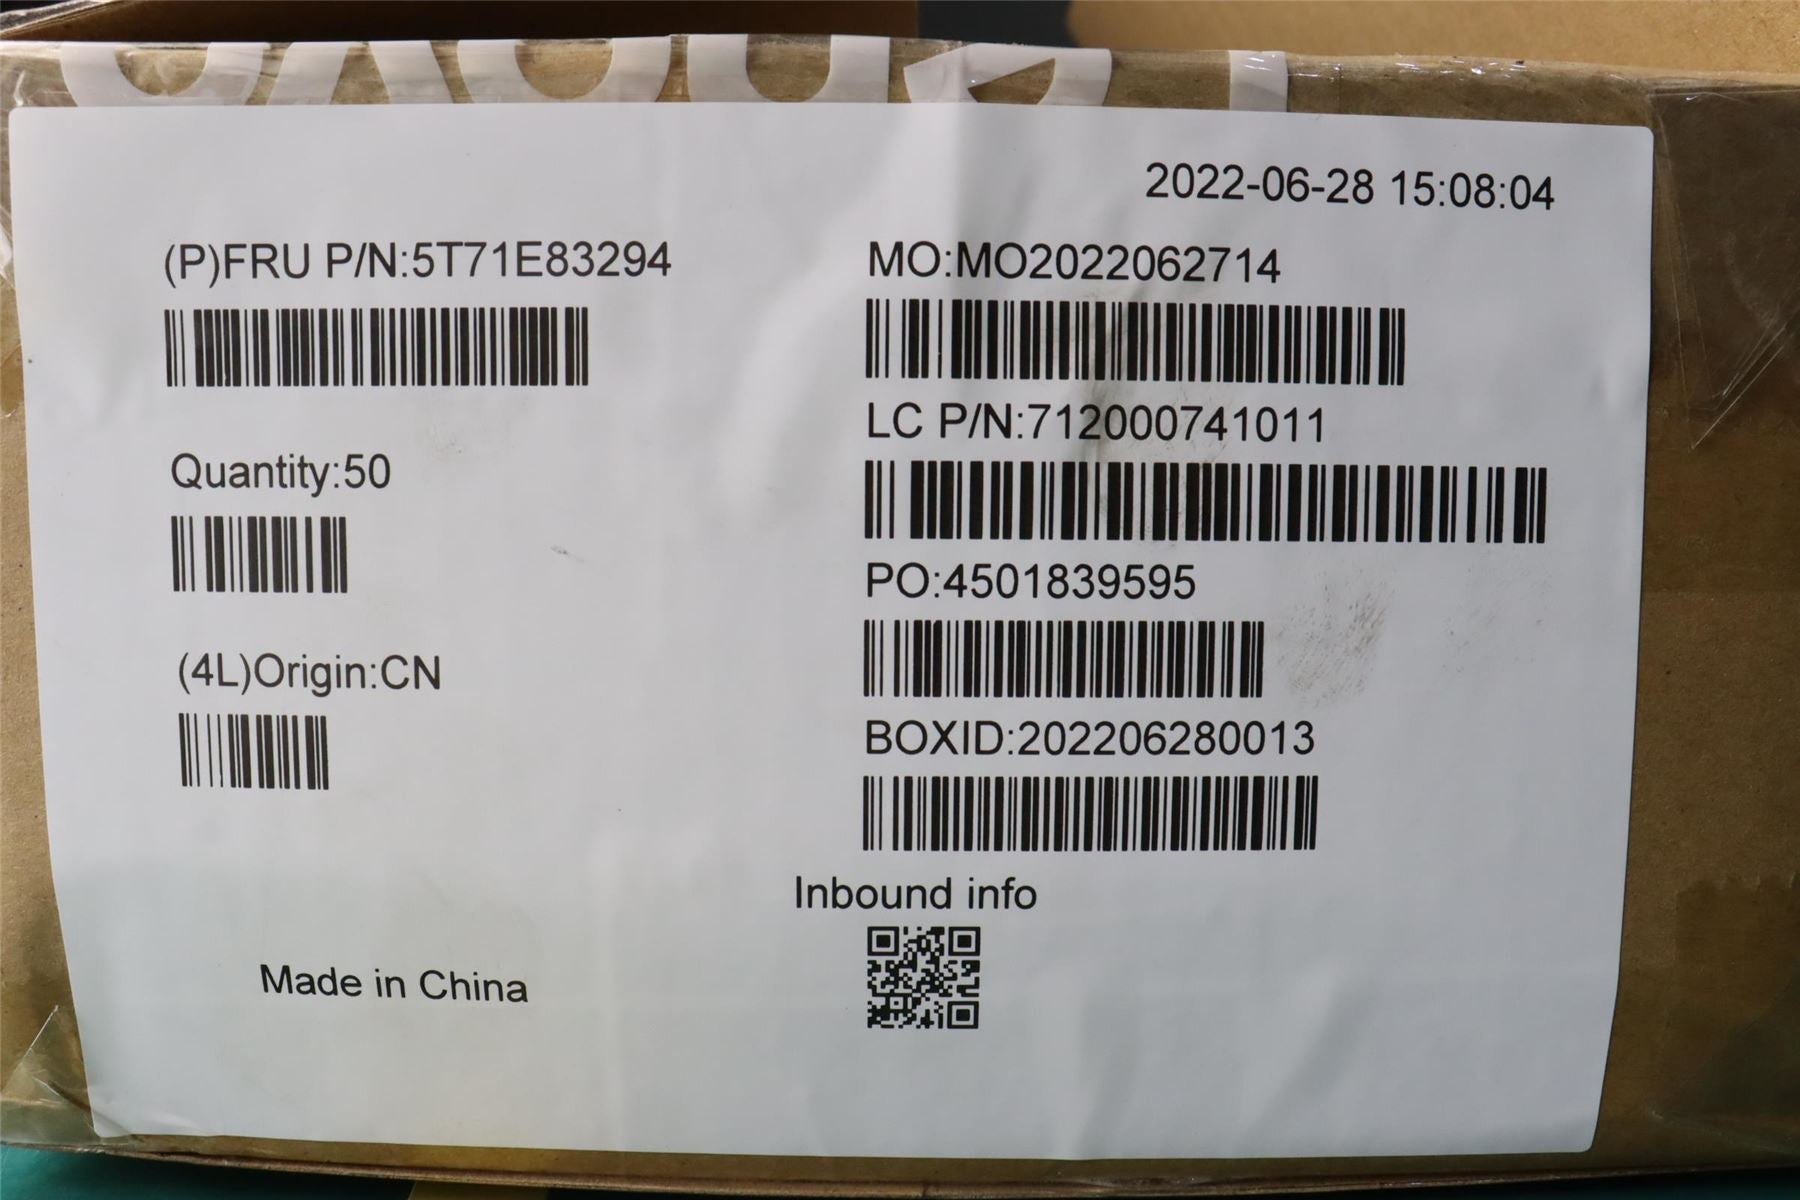 2022-06-28 15:08:04
(P)FRU P/N:5T71E83294
Quantity:50
(4L)Origin:CN
Made in China
MO:MO2022062714
LC P/N:712000741011
PO:4501839595
BOXID:202206280013
Inbound info